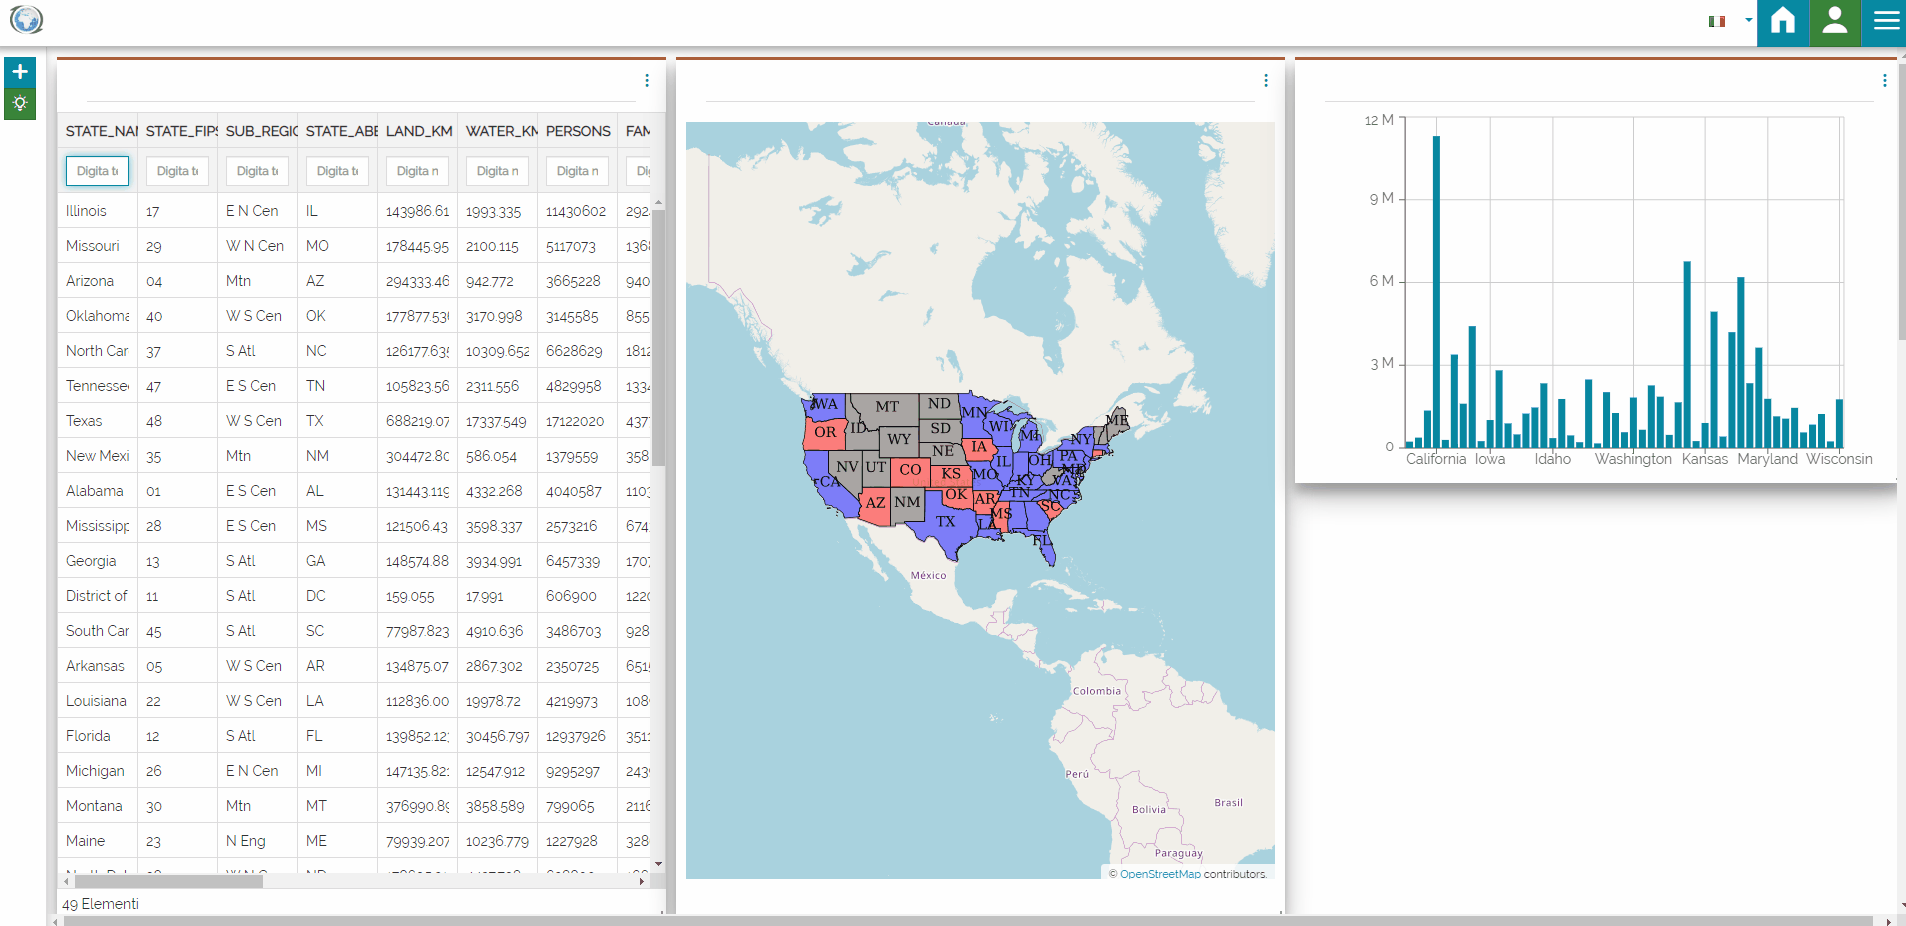 STATE_NAI STATE_FIPS SUB_REGIO STATE_ABE LAND_KM WATER_KM PERSONS FAM
Digita te Digita te Digita te Digita te Digita n Digita n Digita n Dig
Illinois 17 E N Cen IL 143986.61 1993.335 11430602 292
Missouri 29 W N Cen MO 178445.95 2100.115 5117073 136
Arizona 04 Mtn AZ 294333.46 942.772 3665228 940
Oklahoma 40 W S Cen OK 177877.53 3170.998 3145585 855
North Car 37 S Atl NC 126177.63 10309.652 6628629 1812
Tennessee 47 E S Cen TN 105823.56 2311.556 4829958 133
Texas 48 W S Cen TX 688219.07 17337.549 17122020 437
New Mexi 35 Mtn NM 304472.80 586.054 1379559 358
Alabama 01 E S Cen AL 131443.119 4332.268 4040587 110
Mississipp 28 E S Cen MS 121506.43 3598.337 2573216 674
Georgia 13 S Atl GA 148574.88 3934.991 6457339 170
District of 11 S Atl DC 159.055 17.991 606900 122
South Car 45 S Atl SC 77987.823 4910.636 3486703 928
Arkansas 05 W S Cen AR 134875.07 2867.302 2350725 651
Louisiana 22 W S Cen LA 112836.00 19978.72 4219973 108
Florida 12 S Atl FL 139852.12 30456.797 12937926 351
Michigan 26 E N Cen MI 147135.82 12547.912 9295297 243
Montana 30 Mtn MT 376990.89 3858.589 799065 2116
Maine 23 N Eng ME 79939.207 10236.779 1227928 328
49 Elementi
Canada
WA MT ND MN
OR ID SD WI MI NY ME
WY IA
NV UT NE IL OH PA
CO KS MO
CA KY VA
AZ NM OK AR TN NC
MS SC
TX LA
FL
México
Colombia
Perú
Bolivia Brasil
Paraguay
© OpenStreetMap contributors.
12 M
9 M
6 M
3 M
0
California Iowa Idaho Washington Kansas Maryland Wisconsin